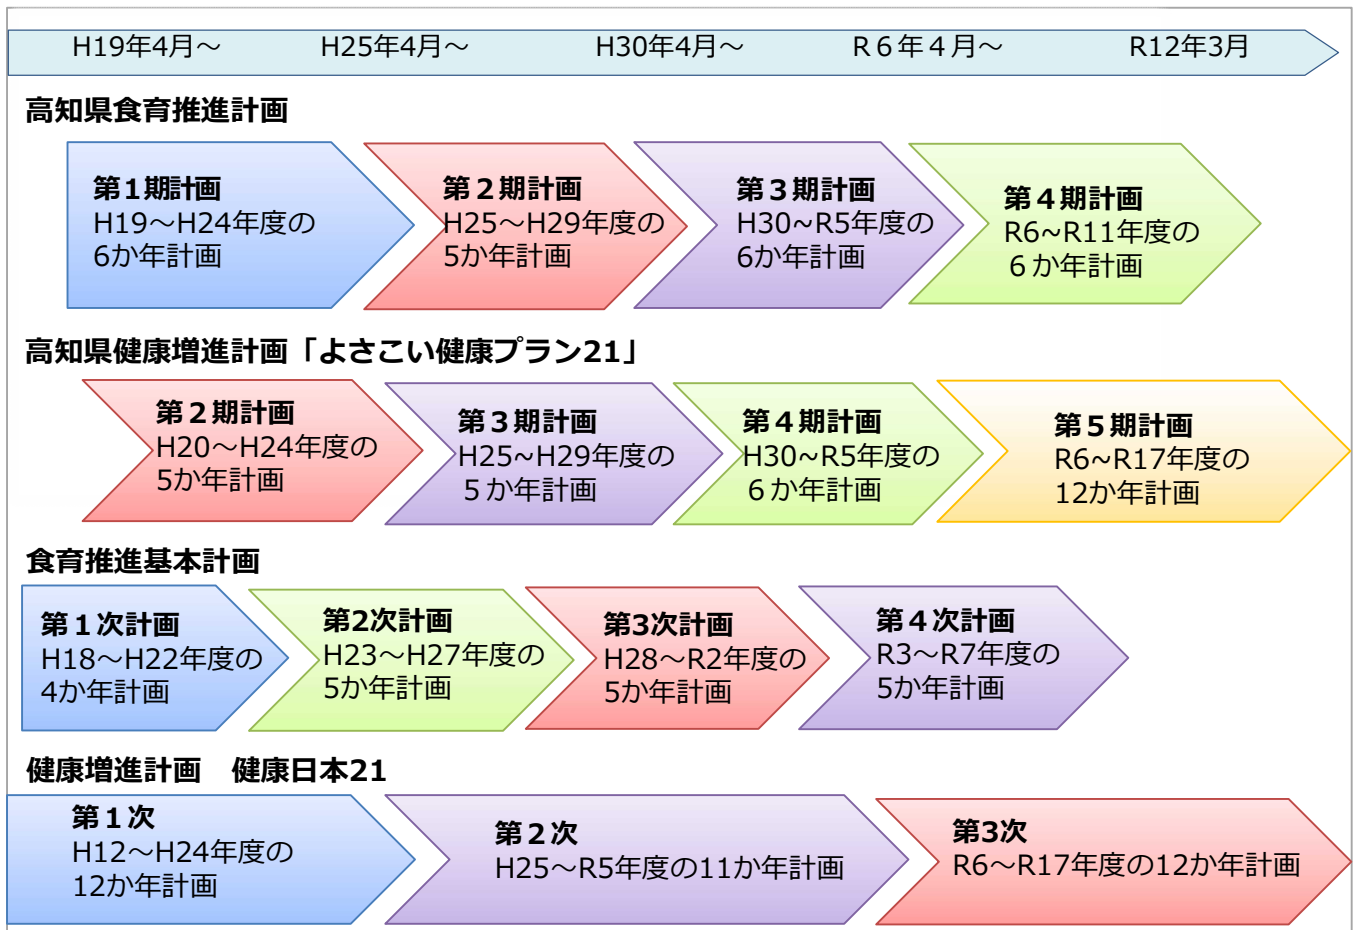 H19年4月～ H25年4月～ H30年4月～ R６年４月～ R12年3月
高知県食育推進計画
第1期計画
H19～H24年度の
6か年計画
第２期計画
H25～H29年度の
5か年計画
第３期計画
H30~R5年度の
6か年計画
第４期計画
R6~R11年度の
６か年計画
高知県健康増進計画「よさこい健康プラン21」
第２期計画
H20～H24年度の
5か年計画
第３期計画
H25~H29年度の
５か年計画
第４期計画
H30~R5年度の
６か年計画
第５期計画
R6~R17年度の
12か年計画
食育推進基本計画
第１次計画
H18～H22年度の
4か年計画
第2次計画
H23～H27年度の
5か年計画
第3次計画
H28～R2年度の
5か年計画
第４次計画
R3～R7年度の
5か年計画
健康増進計画　健康日本21
第１次
H12～H24年度の
12か年計画
第２次
H25～R5年度の11か年計画
第3次
R6～R17年度の12か年計画